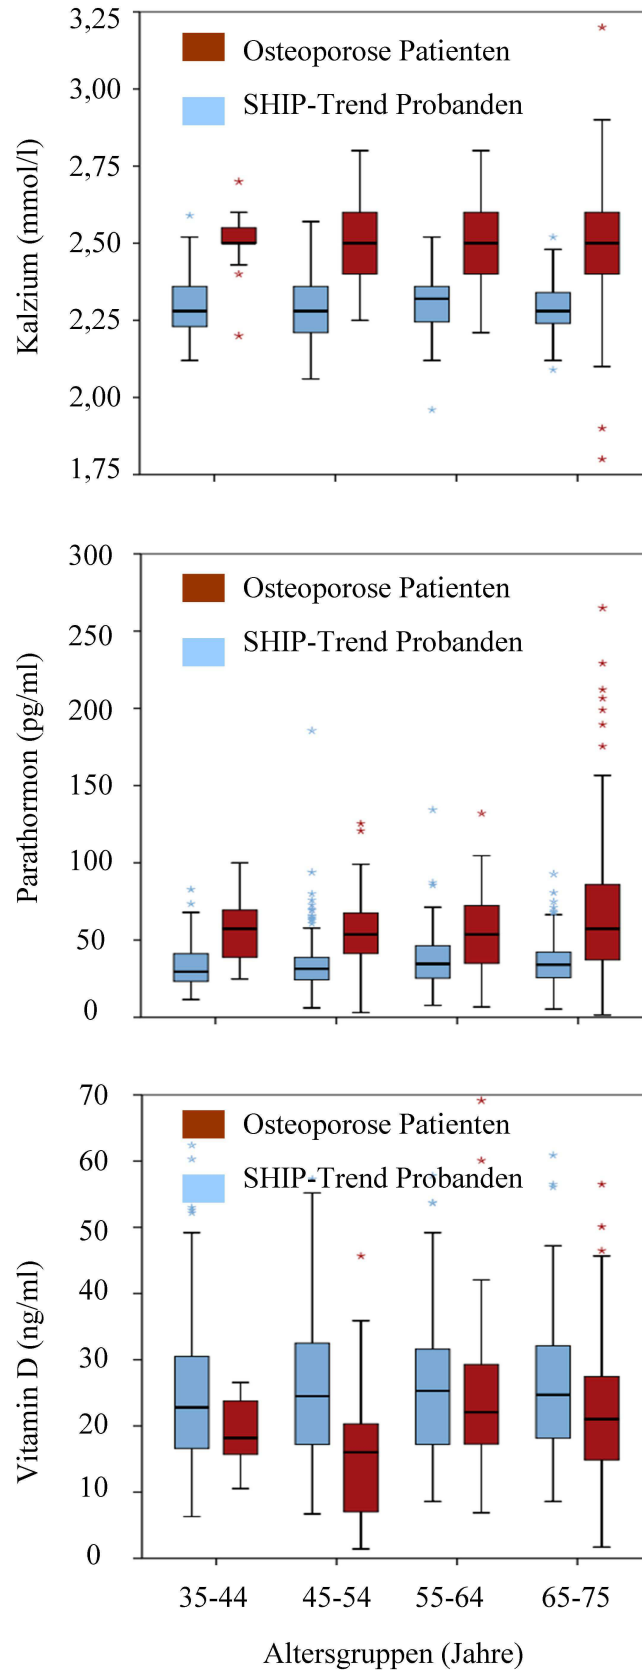 3,25
Osteoporose Patienten
3,00
SHIP-Trend Probanden
2,75
Kalzium (mmol/l)
2,50
2,25
2,00
1,75
300
Osteoporose Patienten
250
SHIP-Trend Probanden
200
Parathormon (pg/ml)
150
100
50
0
70
Osteoporose Patienten
60
SHIP-Trend Probanden
50
40
Vitamin D (ng/ml)
30
20
10
0
35-44 45-54 55-64 65-75
Altersgruppen (Jahre)